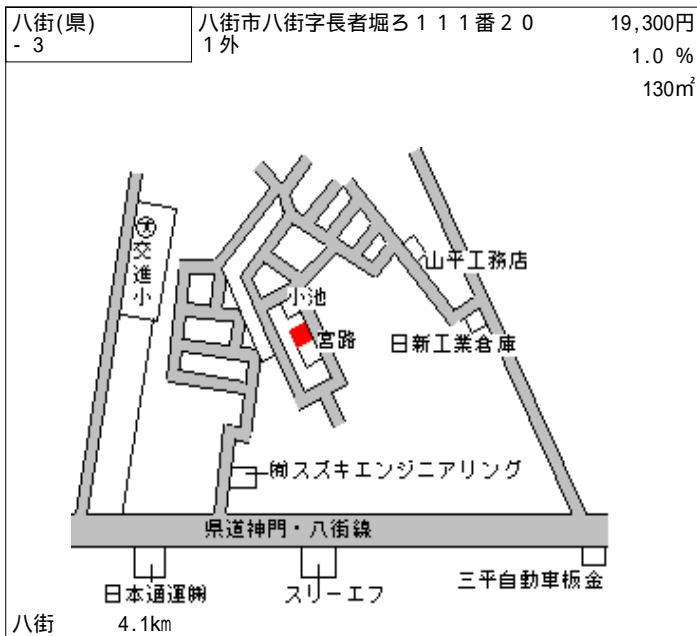 八街(県)
- 3
八街市八街字長者堀ろ１１１番２０
１外
19,300円
1.0 %
130㎡
交進小
山平工務店
小池
宮路
日新工業倉庫
㈲スズキエンジニアリング
県道神門・八街線
日本通運㈱
スリーエフ
三平自動車板金
八街 4.1km